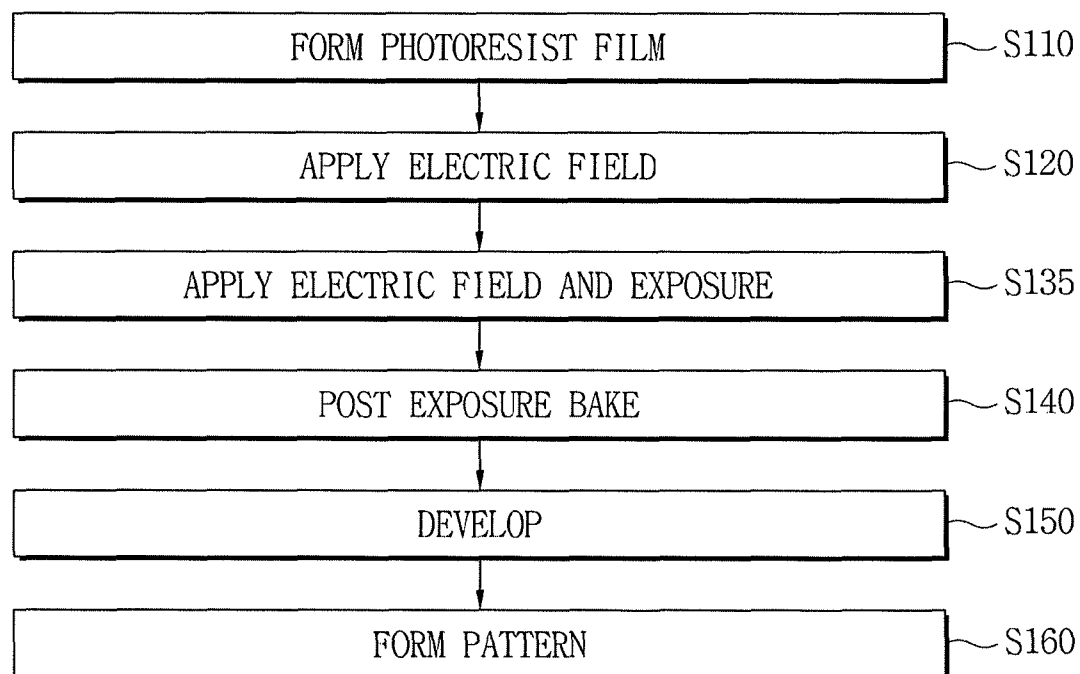 FORM PHOTORESIST FILM S110
APPLY ELECTRIC FIELD S120
APPLY ELECTRIC FIELD AND EXPOSURE S135
POST EXPOSURE BAKE S140
DEVELOP S150
FORM PATTERN S160